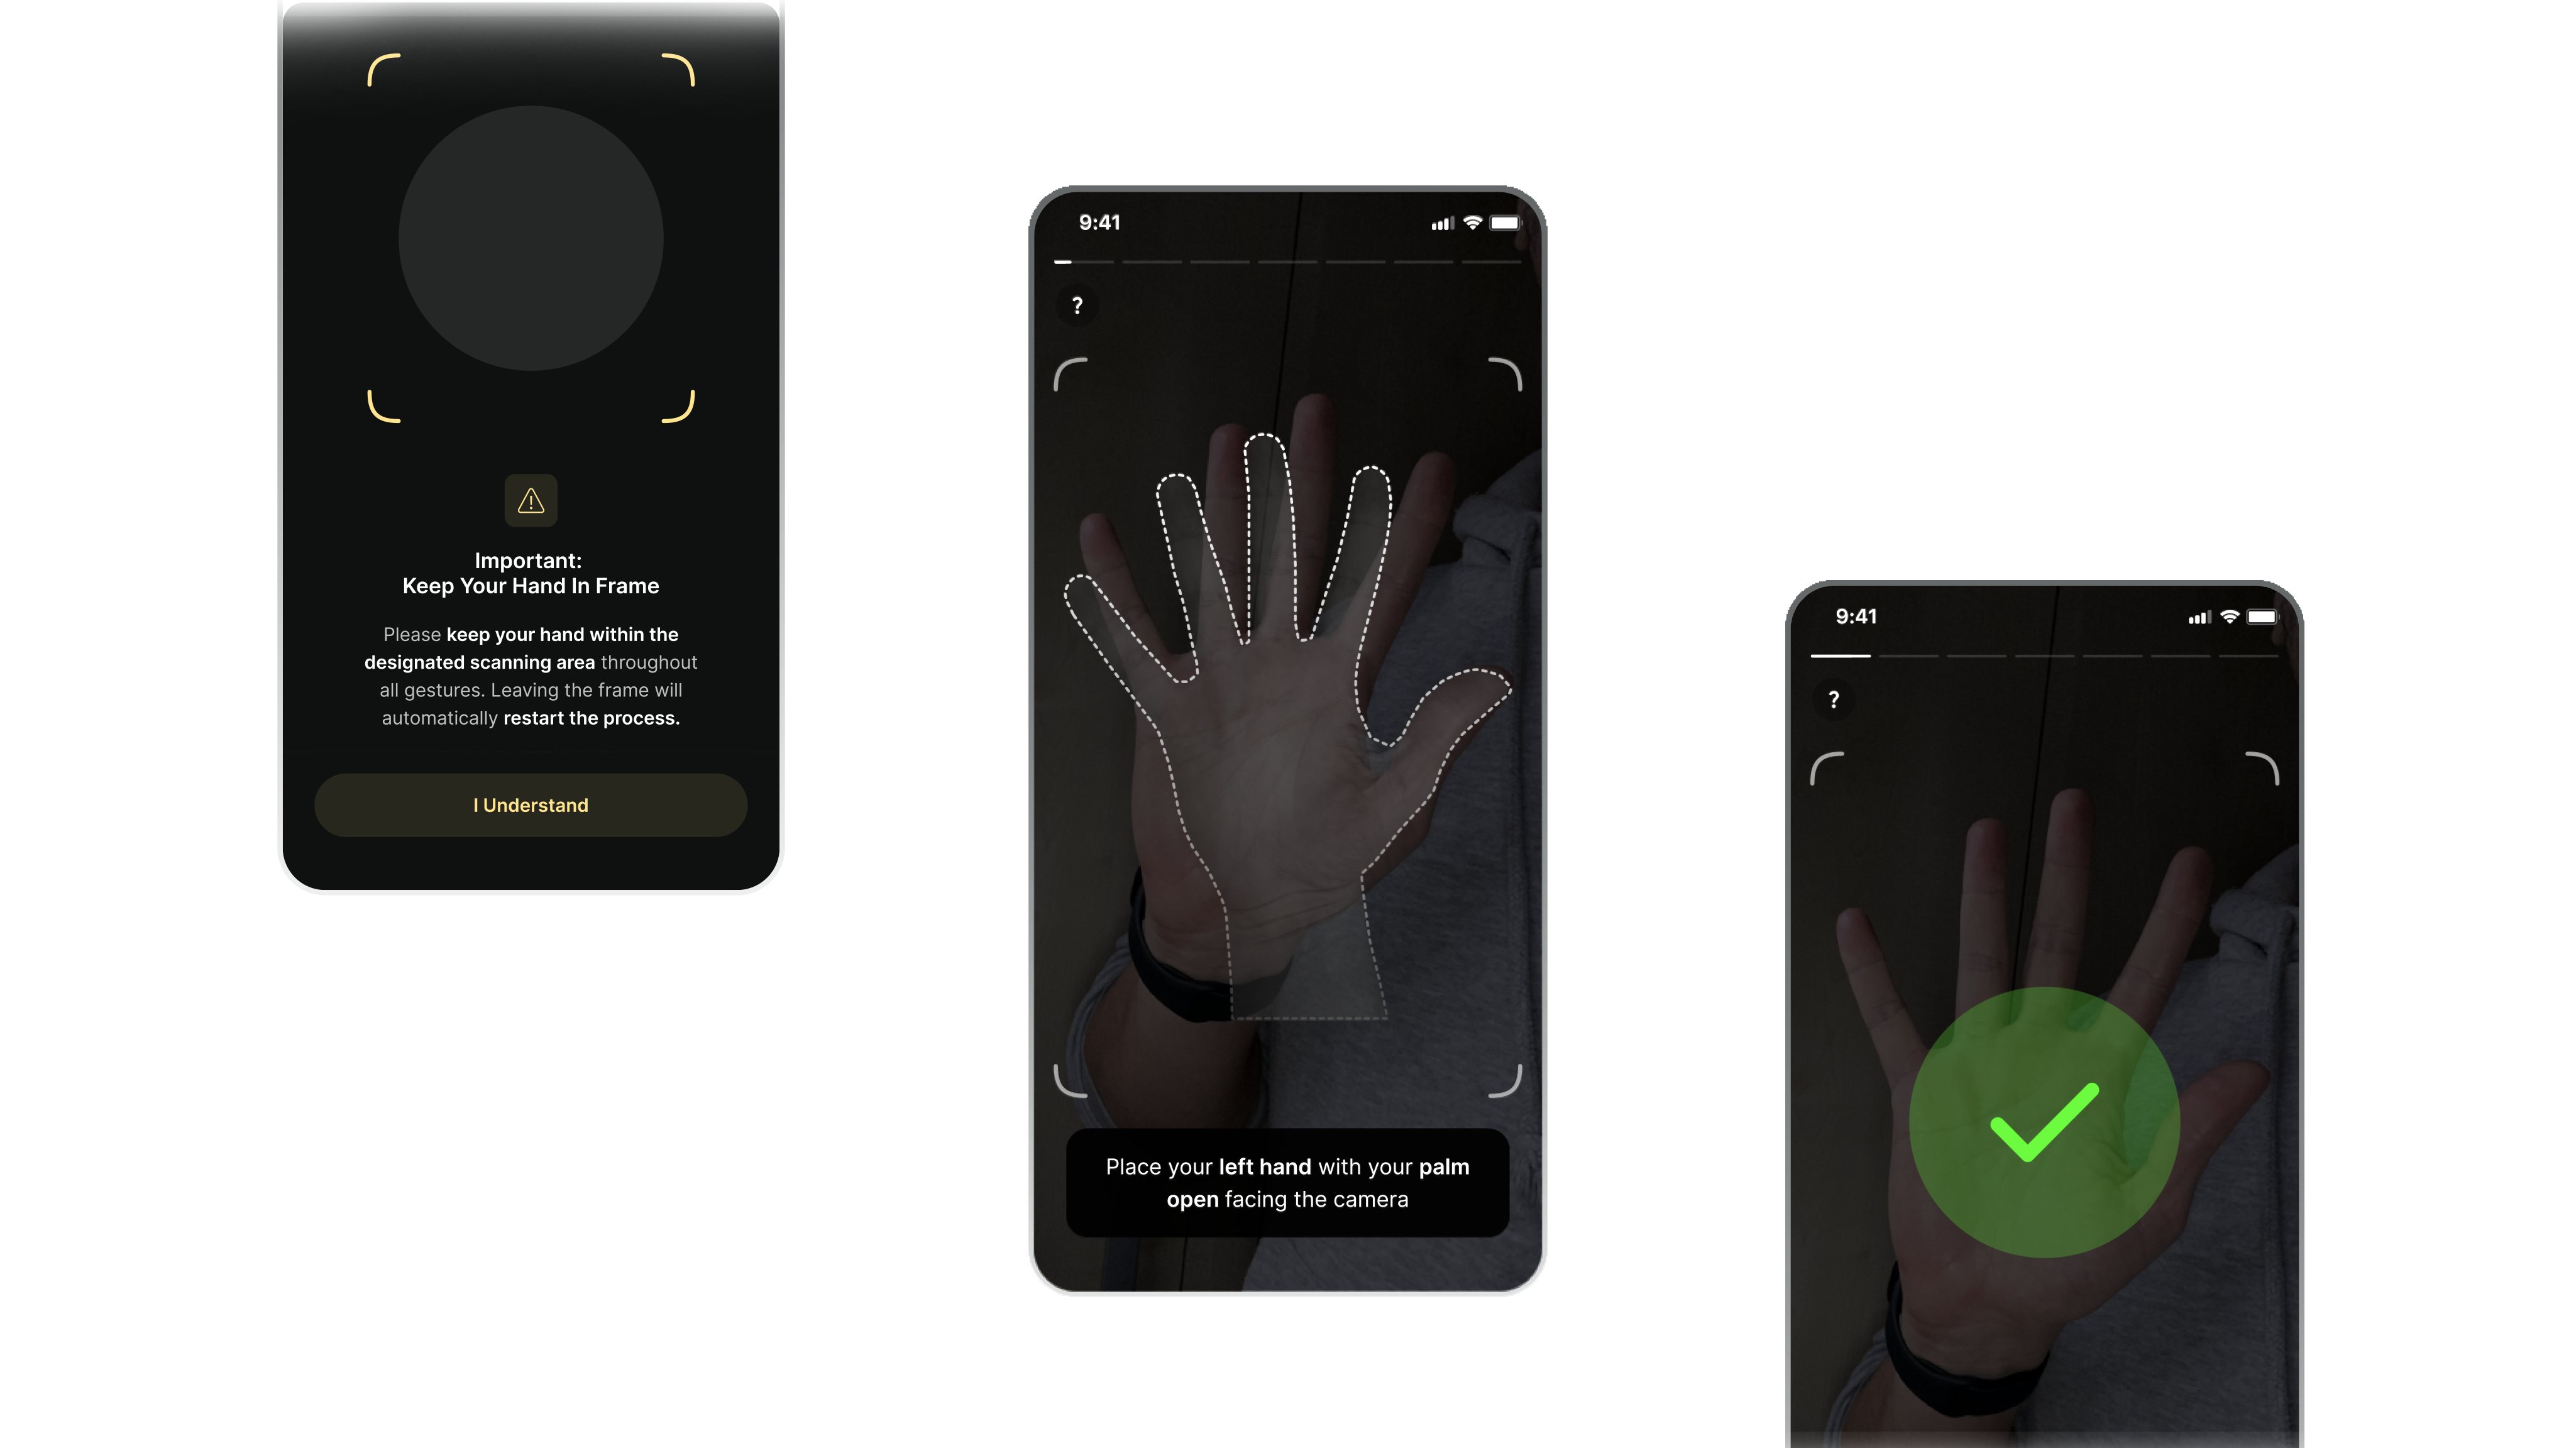 Important:
Keep Your Hand In Frame
Please keep your hand within the
designated scanning area throughout
all gestures. Leaving the frame will
automatically restart the process.
I Understand
9:41
?
Place your left hand with your palm
open facing the camera
9:41
?